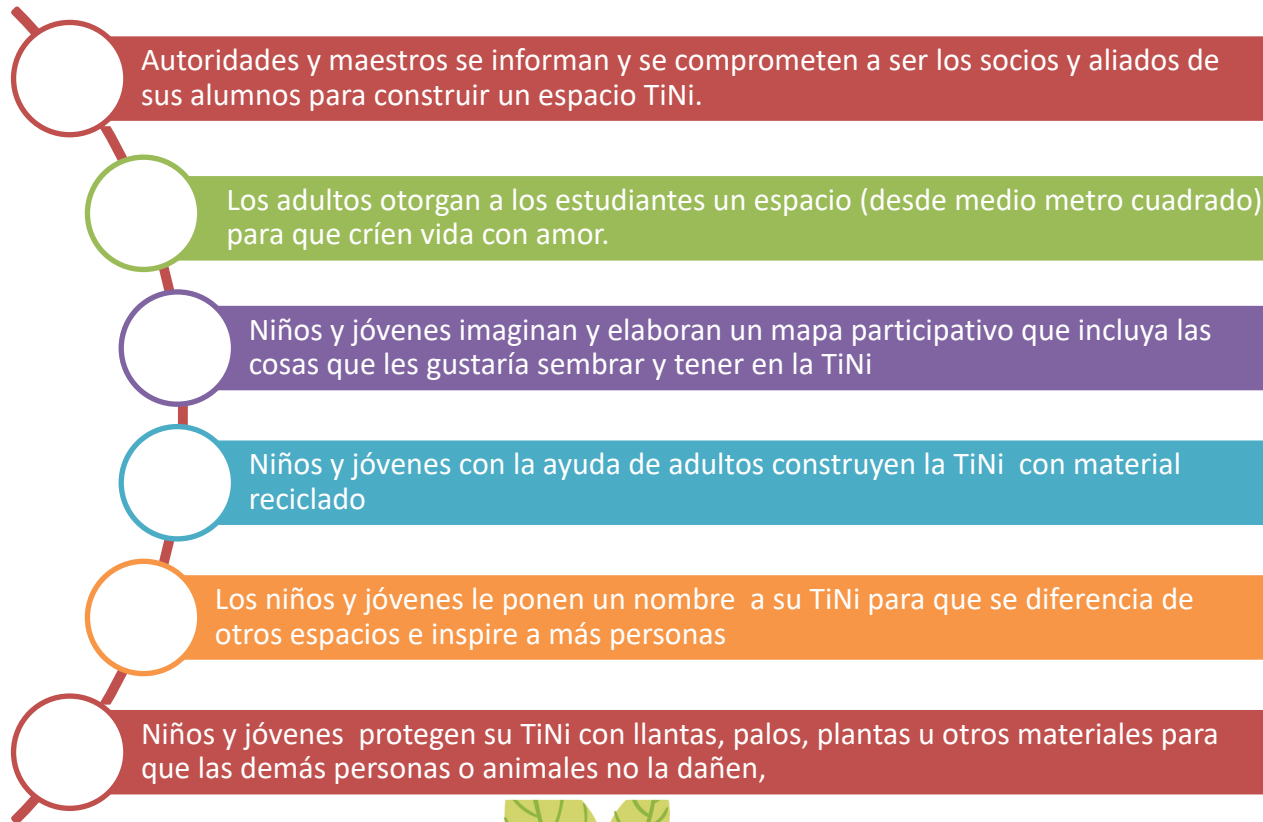 Autoridades y maestros se informan y se comprometen a ser los socios y aliados de
sus alumnos para construir un espacio TiNi.
Los adultos otorgan a los estudiantes un espacio (desde medio metro cuadrado)
para que críen vida con amor.
Niños y jóvenes imaginan y elaboran un mapa participativo que incluya las
cosas que les gustaría sembrar y tener en la TiNi
Niños y jóvenes con la ayuda de adultos construyen la TiNi  con material
reciclado
Los niños y jóvenes le ponen un nombre  a su TiNi para que se diferencia de
otros espacios e inspire a más personas
Niños y jóvenes  protegen su TiNi con llantas, palos, plantas u otros materiales para
que las demás personas o animales no la dañen,